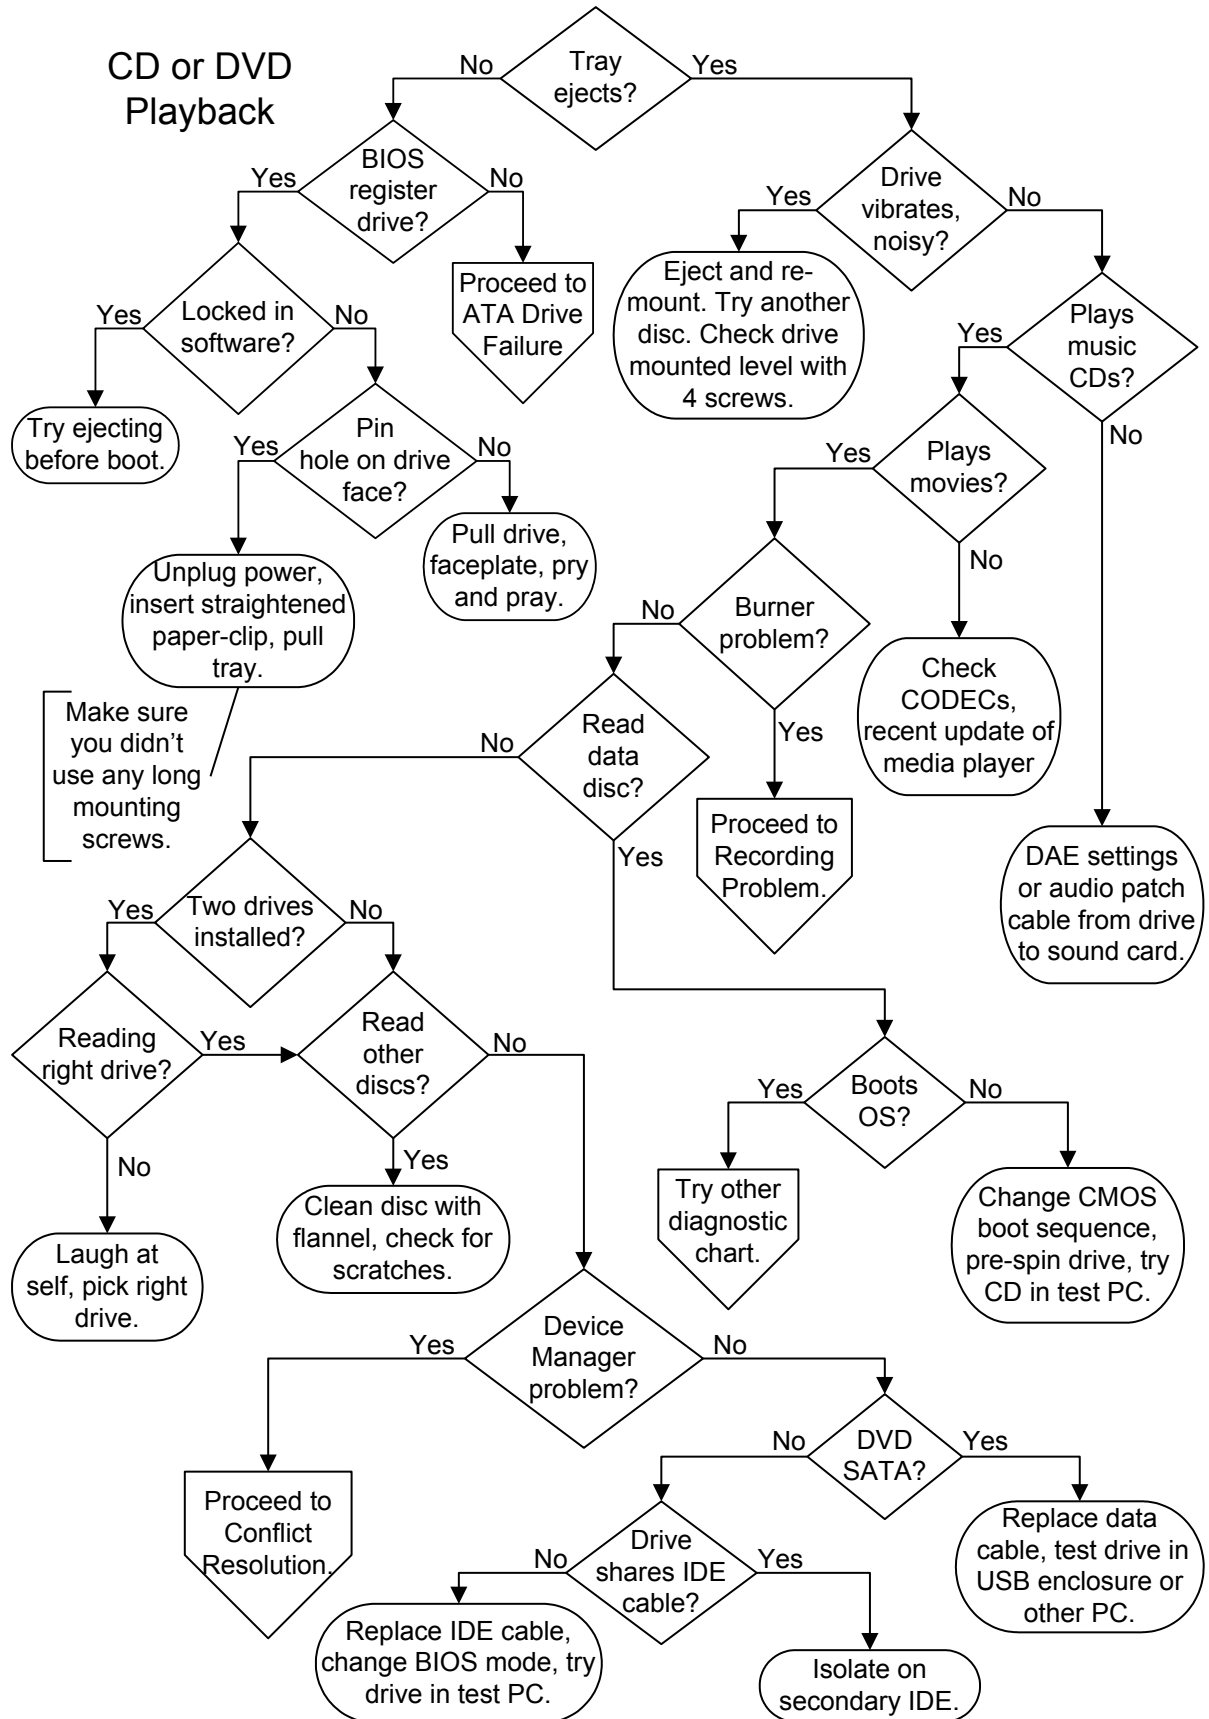 CD or DVD
Playback
Tray
ejects?
No
Yes
BIOS
register
drive?
Yes
No
Drive
vibrates,
noisy?
Yes
No
Locked in
software?
Yes
No
Proceed to
ATA Drive
Failure
Eject and re-
mount. Try another
disc. Check drive
mounted level with
4 screws.
Plays
music
CDs?
Yes
No
Try ejecting
before boot.
Pin
hole on drive
face?
Yes
No
Plays
movies?
Yes
No
Unplug power,
insert straightened
paper-clip, pull
tray.
Pull drive,
faceplate, pry
and pray.
Burner
problem?
No
Yes
Check
CODECs,
recent update of
media player
Make sure
you didn't
use any long
mounting
screws.
Read
data
disc?
No
Yes
Proceed to
Recording
Problem.
DAE settings
or audio patch
cable from drive
to sound card.
Two drives
installed?
Yes
No
Reading
right drive?
Yes
No
Read
other
discs?
No
Yes
Boots
OS?
Yes
No
Laugh at
self, pick right
drive.
Clean disc with
flannel, check for
scratches.
Try other
diagnostic
chart.
Change CMOS
boot sequence,
pre-spin drive, try
CD in test PC.
Device
Manager
problem?
Yes
No
DVD
SATA?
No
Yes
Proceed to
Conflict
Resolution.
Drive
shares IDE
cable?
No
Yes
Replace data
cable, test drive in
USB enclosure or
other PC.
Replace IDE cable,
change BIOS mode, try
drive in test PC.
Isolate on
secondary IDE.